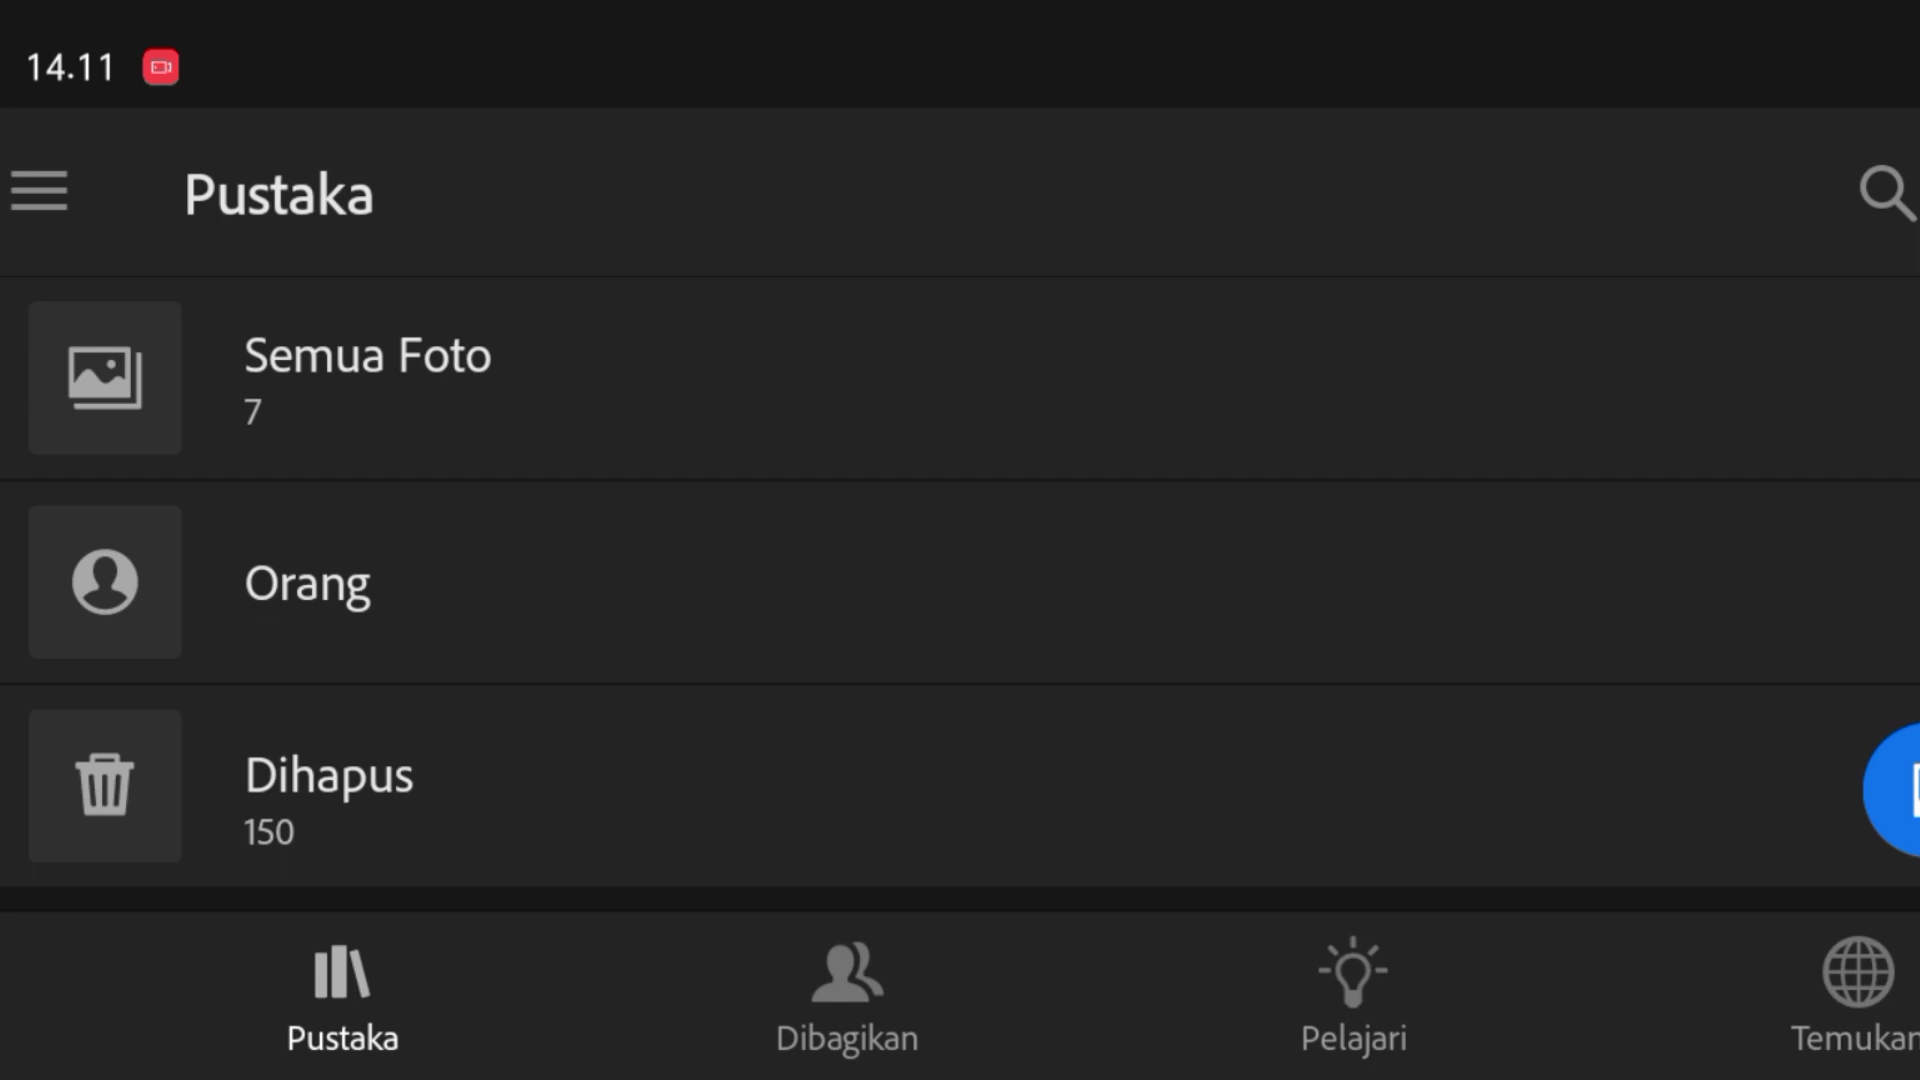 14.11
Pustaka
Semua Foto
7
Orang
Dihapus
150
Pustaka
Dibagikan
Pelajari
Temukan